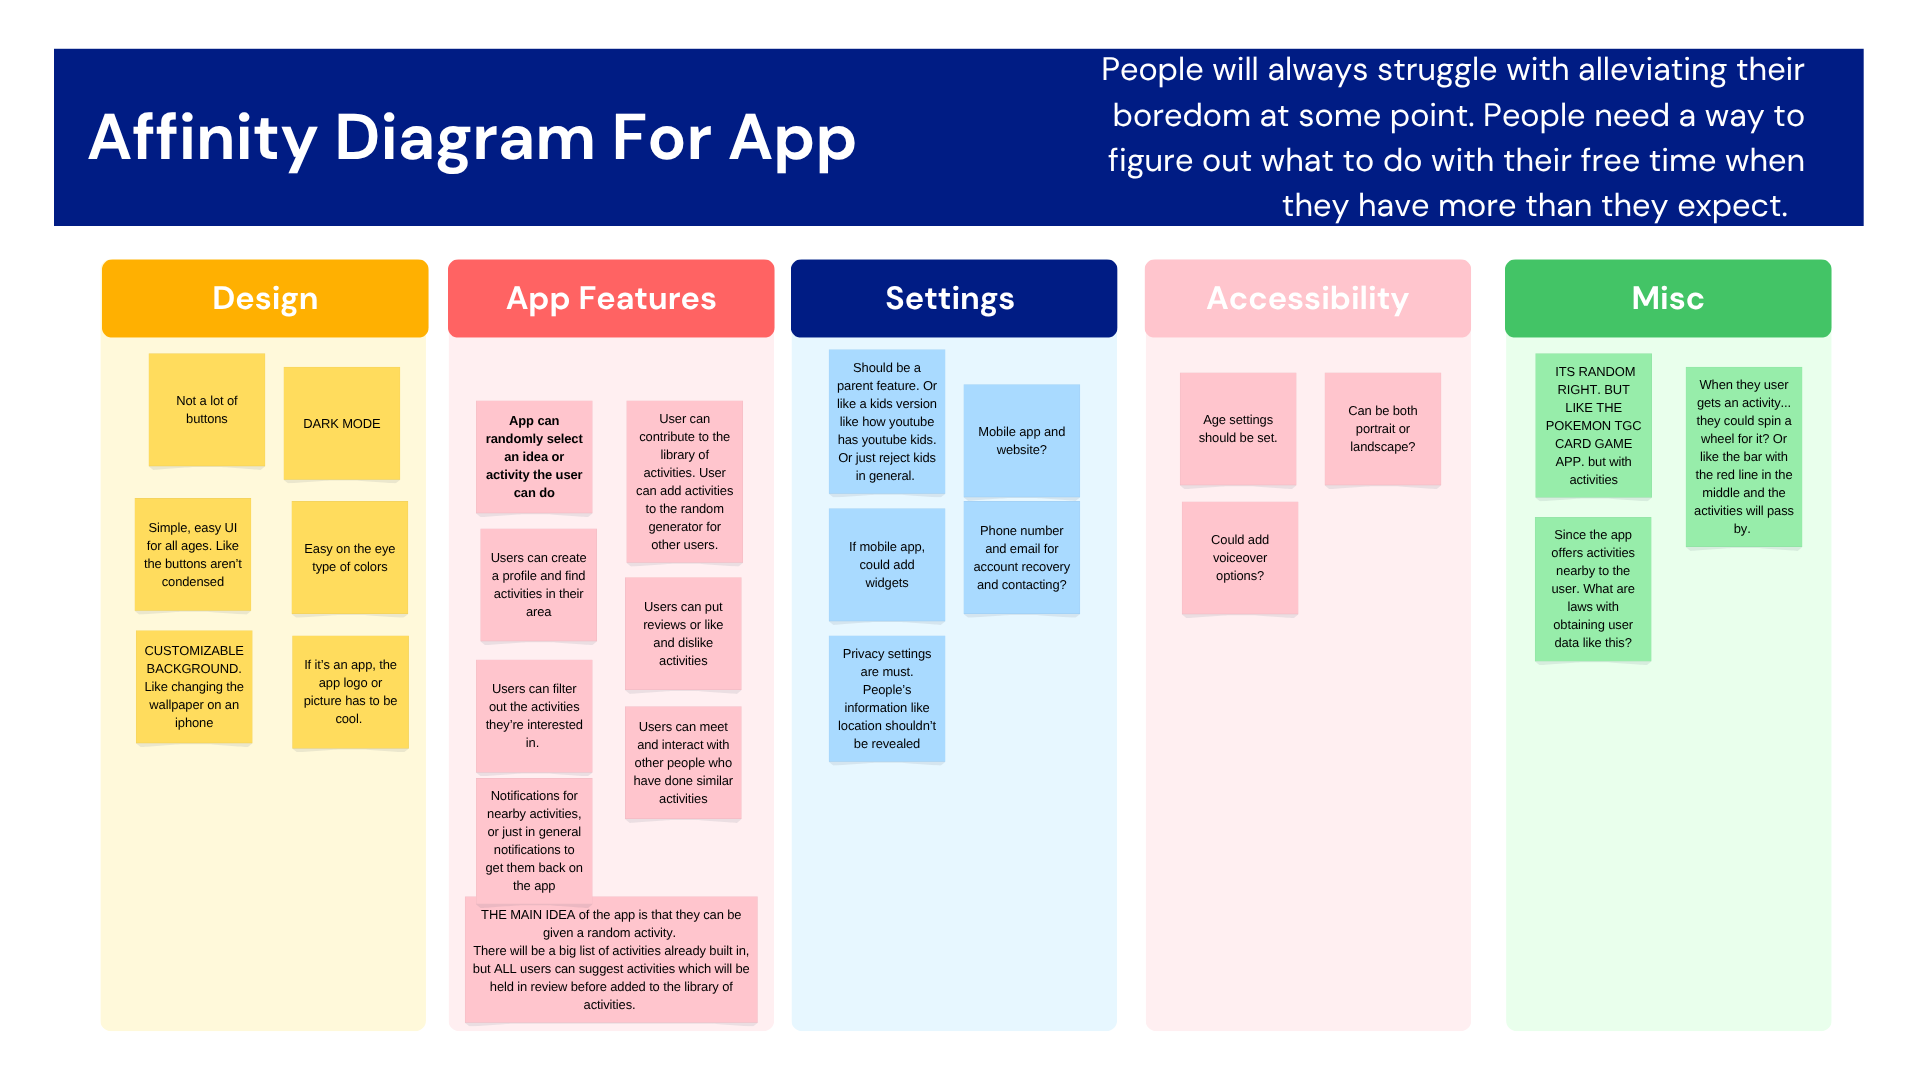 Affinity Diagram For App
People will always struggle with alleviating their
boredom at some point. People need a way to
figure out what to do with their free time when
they have more than they expect.
Design
Not a lot of
buttons
DARK MODE
Simple, easy UI
for all ages. Like
the buttons aren't
condensed
Easy on the eye
type of colors
CUSTOMIZABLE
BACKGROUND.
Like changing the
wallpaper on an
iphone
If it's an app, the
app logo or
picture has to be
cool.
App Features
App can
randomly select
an idea or
activity the user
can do
User can
contribute to the
library of
activities. User
can add activities
to the random
generator for
other users.
Users can create
a profile and find
activities in their
area
Users can put
reviews or like
and dislike
activities
Users can filter
out the activities
they're interested
in.
Users can meet
and interact with
other people who
have done similar
activities
Notifications for
nearby activities,
or just in general
notifications to
get them back on
the app
THE MAIN IDEA of the app is that they can be
given a random activity.
There will be a big list of activities already built in,
but ALL users can suggest activities which will be
held in review before added to the library of
activities.
Settings
Should be a
parent feature. Or
like a kids version
like how youtube
has youtube kids.
Or just reject kids
in general.
Mobile app and
website?
If mobile app,
could add
widgets
Phone number
and email for
account recovery
and contacting?
Privacy settings
are must.
People's
information like
location shouldn't
be revealed
Accessibility
Age settings
should be set.
Can be both
portrait or
landscape?
Could add
voiceover
options?
Misc
ITS RANDOM
RIGHT. BUT
LIKE THE
POKEMON TGC
CARD GAME
APP. but with
activities
When they user
gets an activity...
they could spin a
wheel for it? Or
like the bar with
the red line in the
middle and the
activities will pass
by.
Since the app
offers activities
nearby to the
user. What are
laws with
obtaining user
data like this?